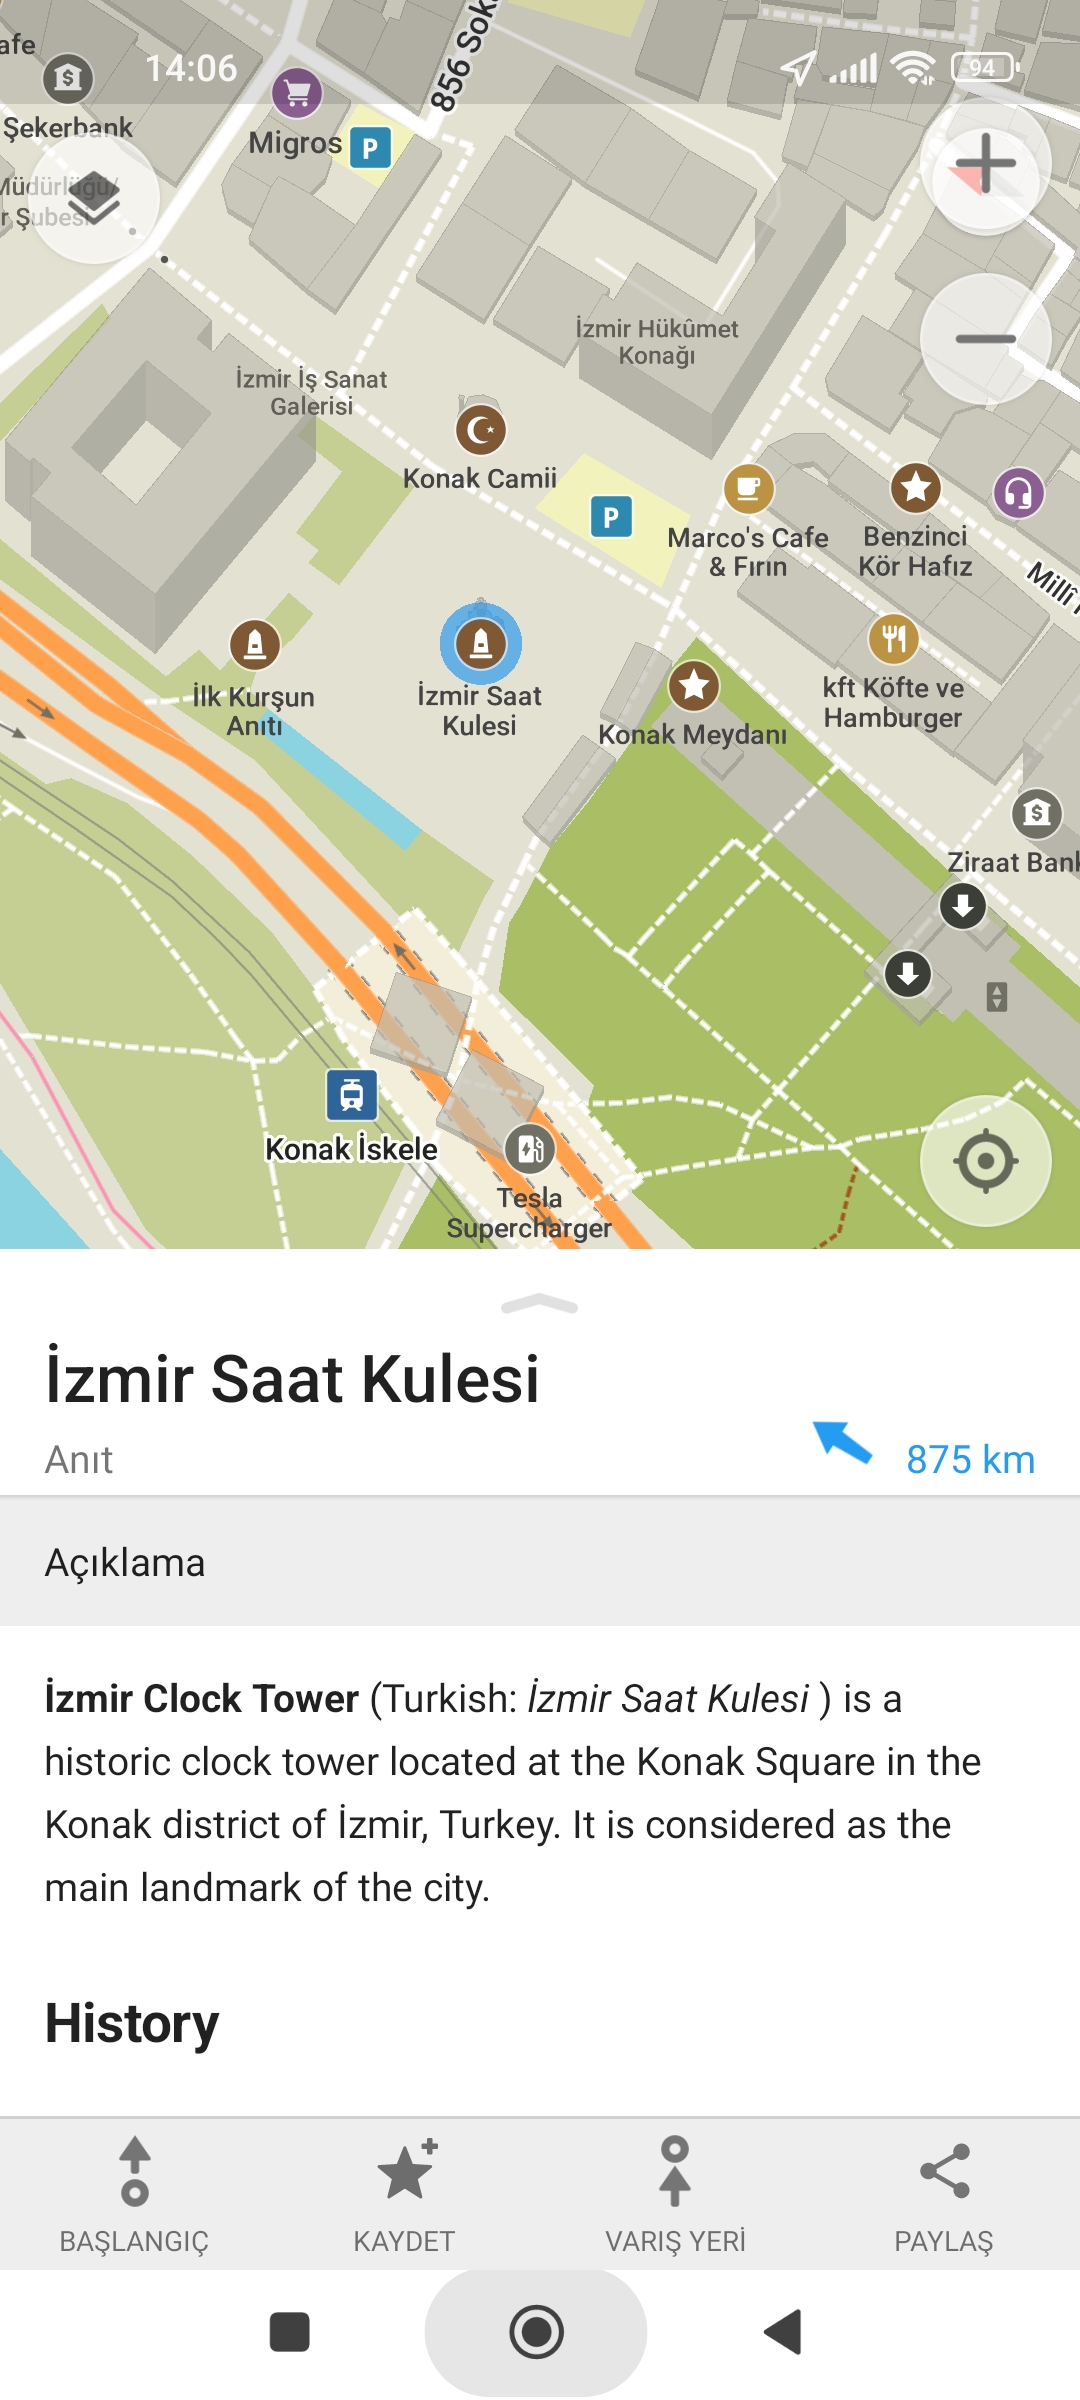 afe
14:06
94
856 Sok
Şekerbank
Migros
P
Müdürlüğü/
r Şubesi
İzmir Hükûmet
Konağı
İzmir İş Sanat
Galerisi
Konak Camii
P
Marco's Cafe
& Fırın
Benzinci
Kör Hafız
Millî
İlk Kurşun
Anıtı
İzmir Saat
Kulesi
Konak Meydanı
kft Köfte ve
Hamburger
Ziraat Bank
Konak İskele
Tesla
Supercharger
İzmir Saat Kulesi
Anıt
875 km
Açıklama
İzmir Clock Tower (Turkish: İzmir Saat Kulesi ) is a
historic clock tower located at the Konak Square in the
Konak district of İzmir, Turkey. It is considered as the
main landmark of the city.
History
BAŞLANGIÇ
KAYDET
VARIŞ YERİ
PAYLAŞ